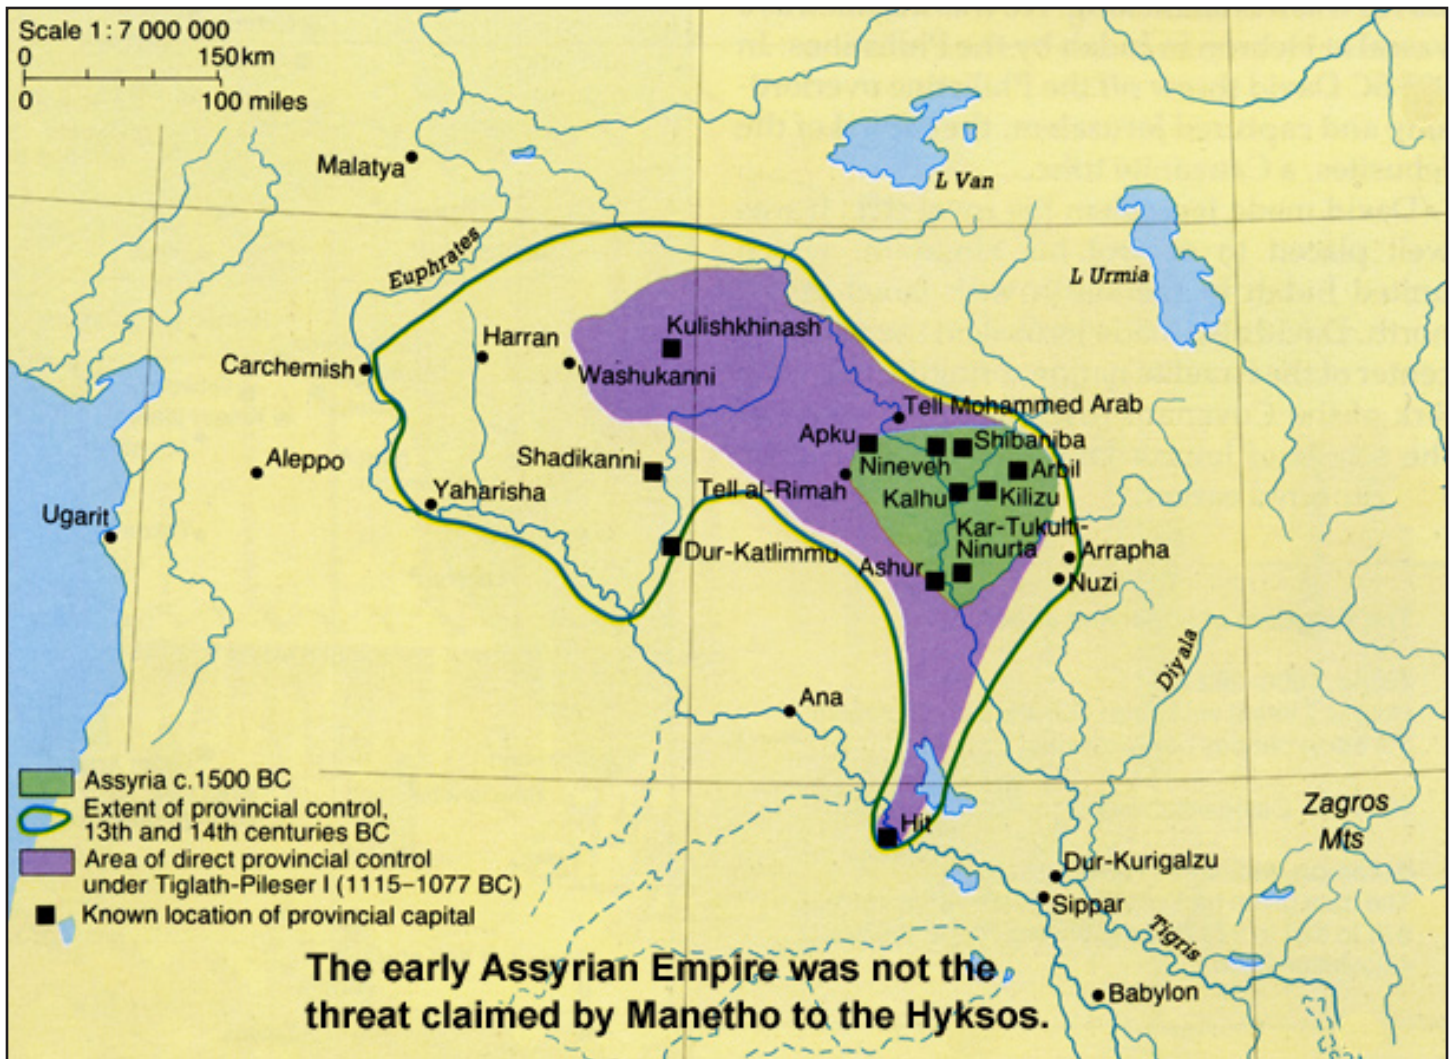 Scale 1 : 7 000 000
0 150 km
0 100 miles
Malatya
L Van
Euphrates
L Urmia
Kulishkhinash
Harran
Carchemish
Washukanni
Tell Mohammed Arab
Apku
Shibaniba
Aleppo
Shadikanni
Nineveh
Arbil
Tell al-Rimah
Kalhu
Kilizu
Yaharisha
Ugarit
Kar-Tukulti-
Ninurta
Dur-Katlimmu
Arrapha
Ashur
Nuzi
Diyala
Ana
Assyria c.1500 BC
Extent of provincial control,
13th and 14th centuries BC
Area of direct provincial control
under Tiglath-Pileser I (1115–1077 BC)
Known location of provincial capital
Zagros
Mts
Hit
Dur-Kurigalzu
Sippar
Tigris
Babylon
The early Assyrian Empire was not the
threat claimed by Manetho to the Hyksos.